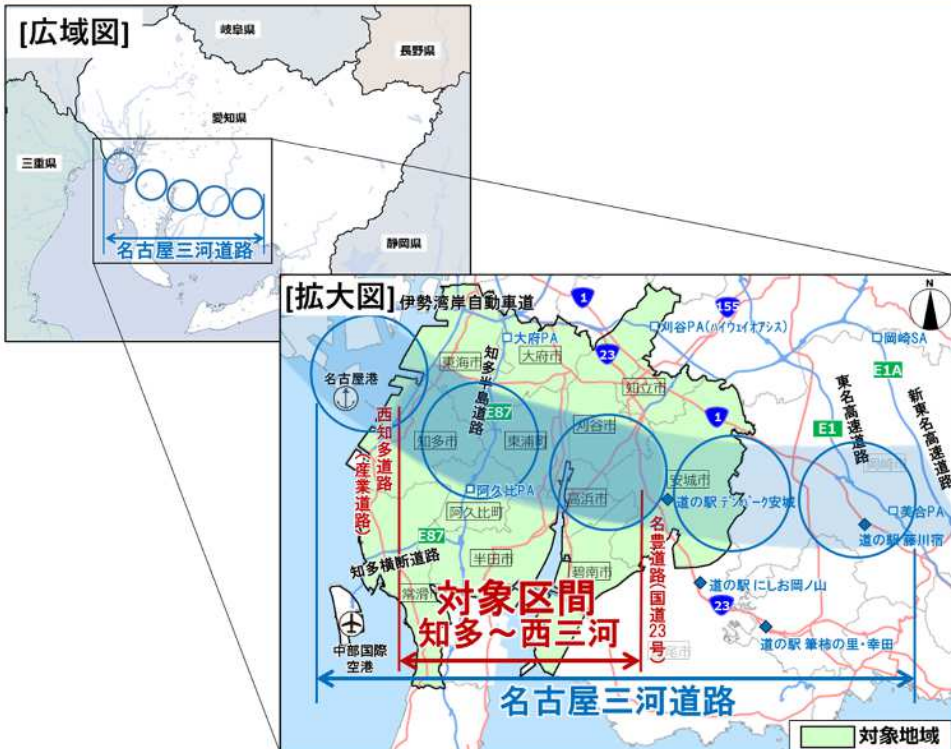 [広域図]
岐阜県
長野県
愛知県
三重県
静岡県
名古屋三河道路
[拡大図]
伊勢湾岸自動車道
1
155
N
刈谷PA(ハイウェイオアシス)
岡崎SA
大府PA
大府市
23
東海市
知多半島道路
知立市
E1A
名古屋港
東名高速道路
新東名高速道路
E87
1
E1
西知多道路
(産業道路)
知多市
東浦町
刈谷市
岡崎市
安城市
阿久比PA
高浜市
道の駅 デンパーク安城
阿久比町
美合PA
道の駅 藤川宿
E87
知多横断道路
半田市
碧南市
名豊道路(国道23号)
常滑市
対象区間
知多～西三河
道の駅 にしお岡ノ山
23
道の駅 筆柿の里・幸田
中部国際
空港
名古屋三河道路
対象地域